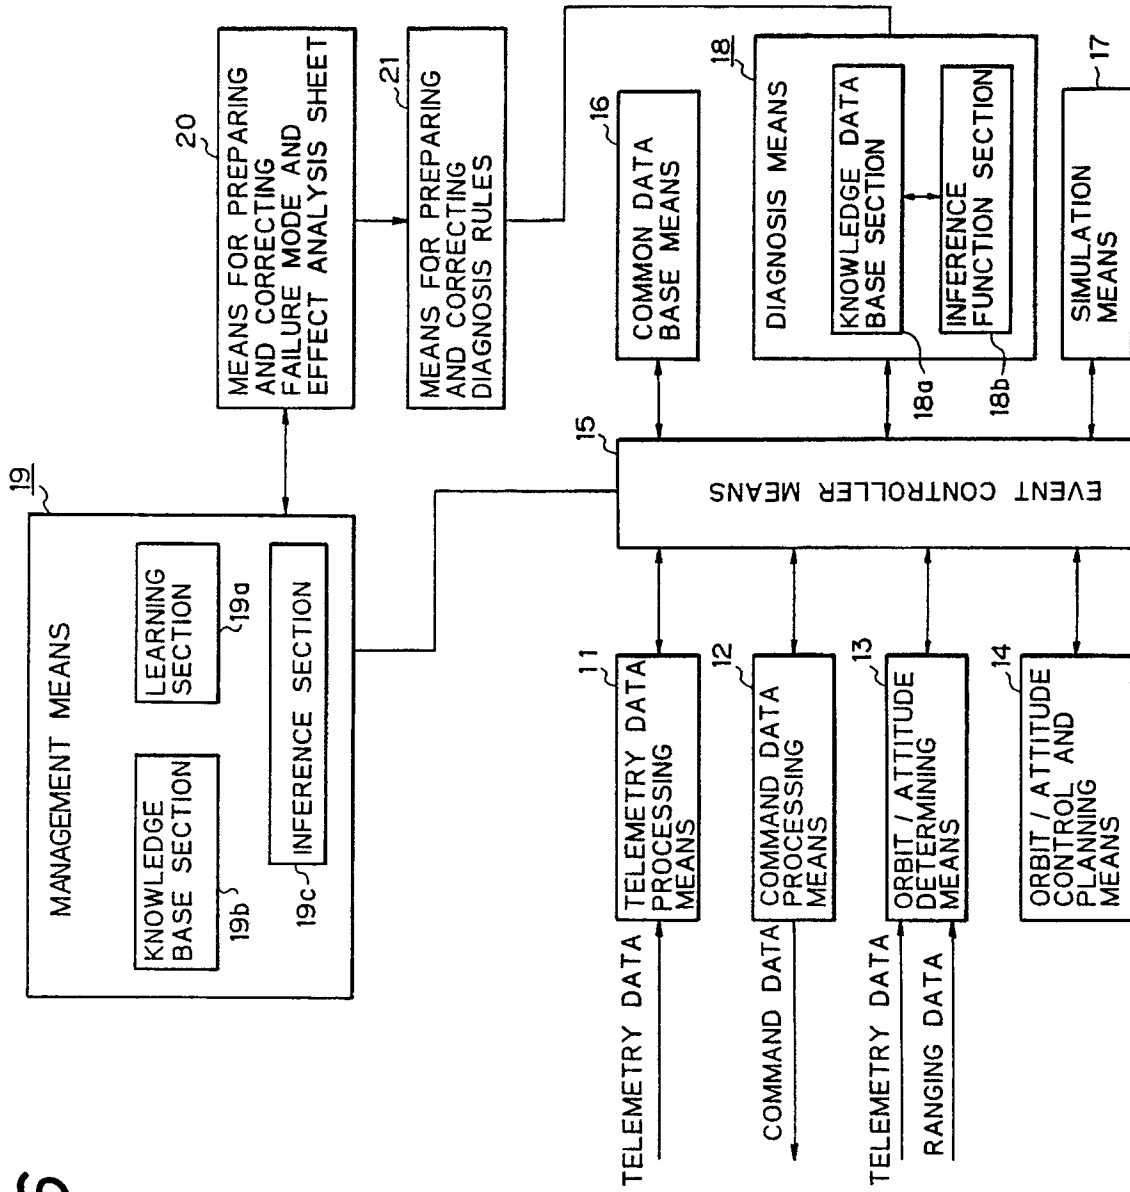 19
MANAGEMENT MEANS
KNOWLEDGE
BASE SECTION
19b
LEARNING
SECTION
19a
INFERENCE SECTION
19c
20
MEANS FOR PREPARING
AND CORRECTING
FAILURE MODE AND
EFFECT ANALYSIS SHEET
21
MEANS FOR PREPARING
AND CORRECTING
DIAGNOSIS RULES
TELEMETRY DATA
11
TELEMETRY DATA
PROCESSING
MEANS
COMMAND DATA
12
COMMAND DATA
PROCESSING
MEANS
TELEMETRY DATA
RANGING DATA
13
ORBIT / ATTITUDE
DETERMINING
MEANS
14
ORBIT / ATTITUDE
CONTROL AND
PLANNING
MEANS
15
EVENT CONTROLLER MEANS
16
COMMON DATA
BASE MEANS
18
DIAGNOSIS MEANS
KNOWLEDGE DATA
BASE SECTION
18a
INFERENCE
FUNCTION SECTION
18b
17
SIMULATION
MEANS